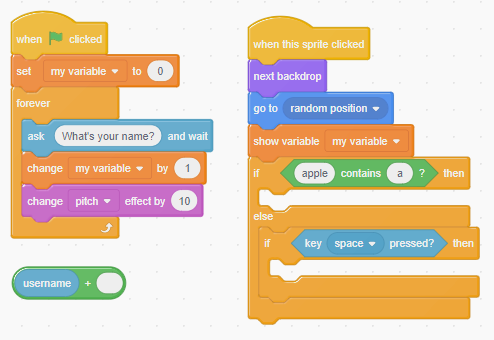 when clicked
set my variable to 0
forever
ask What's your name? and wait
change my variable by 1
change pitch effect by 10
username +
when this sprite clicked
next backdrop
go to random position
show variable my variable
if apple contains a ? then
else
if key space pressed? then